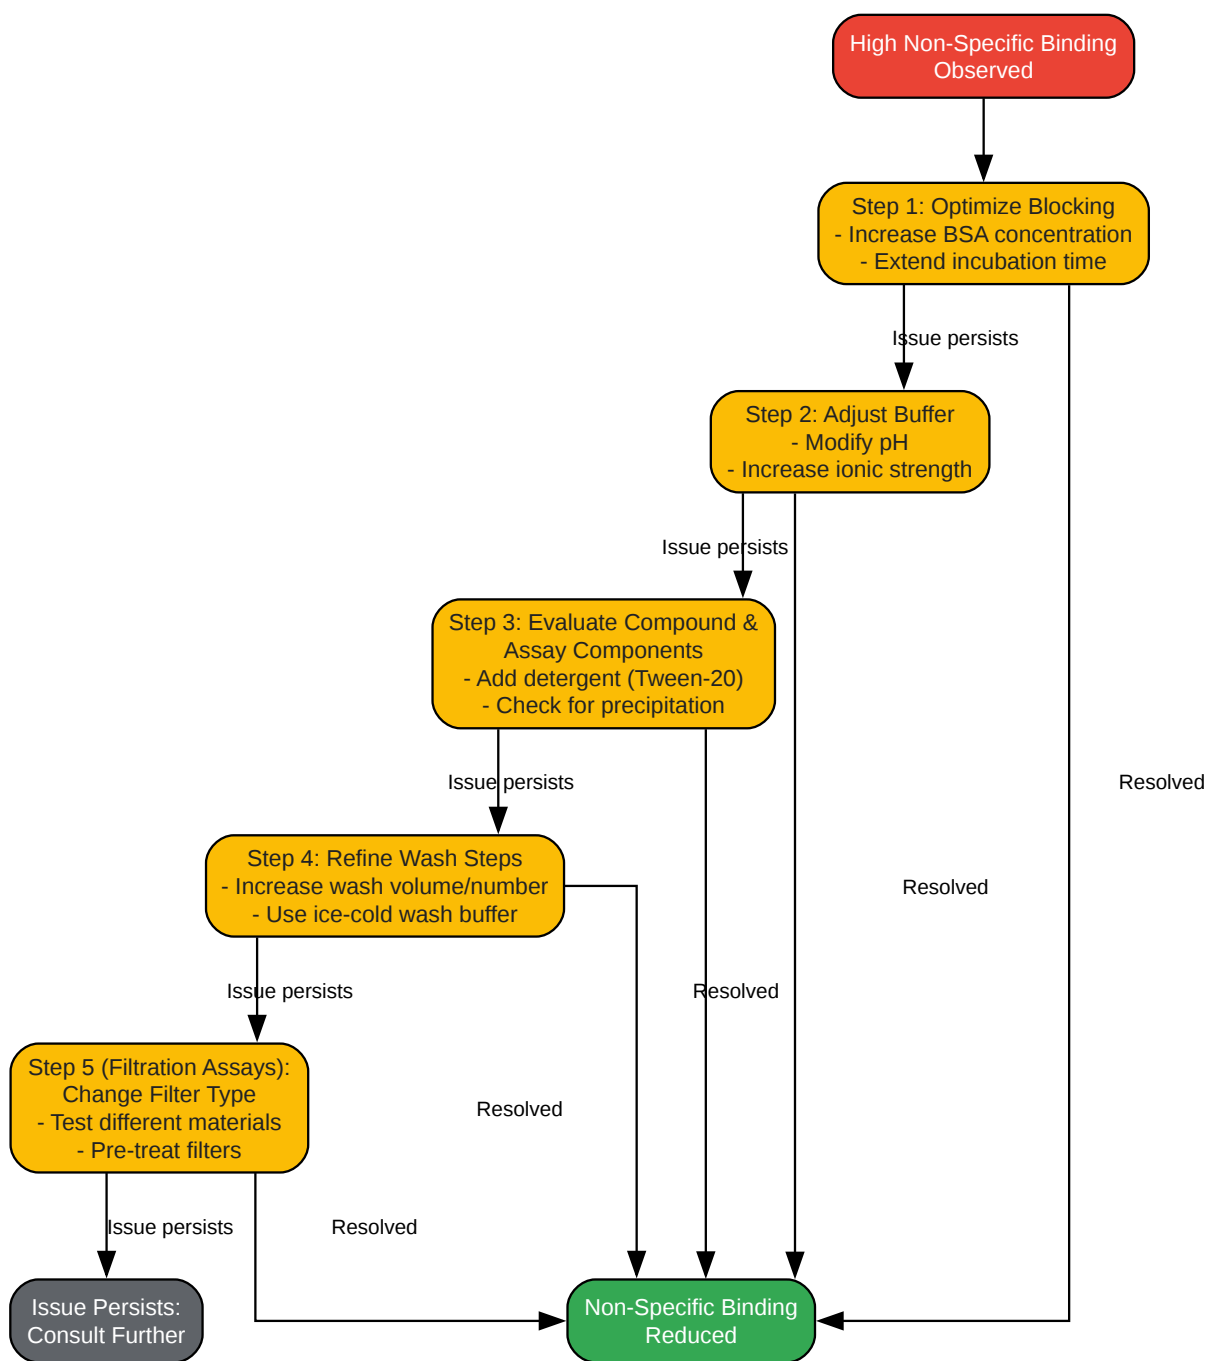 High Non-Specific Binding
Observed
Step 1: Optimize Blocking
- Increase BSA concentration
- Extend incubation time
Issue persists
Step 2: Adjust Buffer
- Modify pH
- Increase ionic strength
Issue persists
Step 3: Evaluate Compound &
Assay Components
- Add detergent (Tween-20)
- Check for precipitation
Issue persists
Resolved
Step 4: Refine Wash Steps
- Increase wash volume/number
- Use ice-cold wash buffer
Resolved
Issue persists
Resolved
Step 5 (Filtration Assays):
Change Filter Type
- Test different materials
- Pre-treat filters
Resolved
Issue persists
Resolved
Issue Persists:
Consult Further
Non-Specific Binding
Reduced